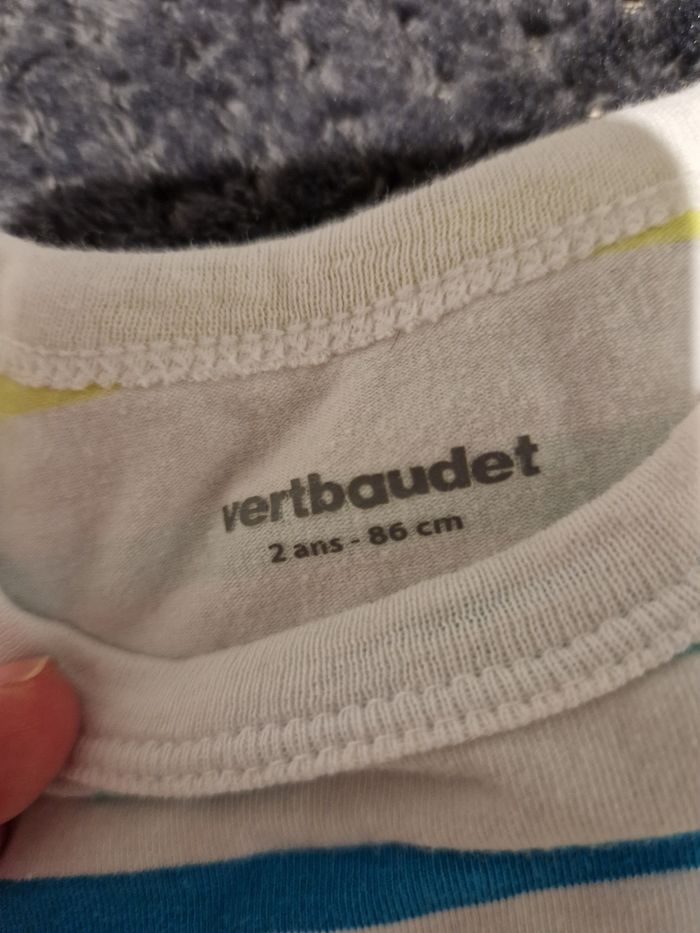 vertbaudet
2 ans - 86 cm